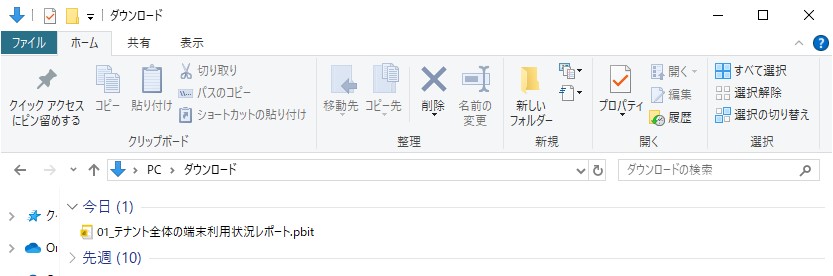 ダウンロード
ファイル ホーム 共有 表示
クイック アクセス
にピン留めする
コピー
貼り付け
切り取り
パスのコピー
ショートカットの貼り付け
クリップボード
移動先
コピー先
削除
名前の
変更
整理
新しい
フォルダー
新規
プロパティ
開く
編集
履歴
開く
すべて選択
選択解除
選択の切り替え
選択
PC ダウンロード
ダウンロードの検索
今日 (1)
01_テナント全体の端末利用状況レポート.pbit
先週 (10)